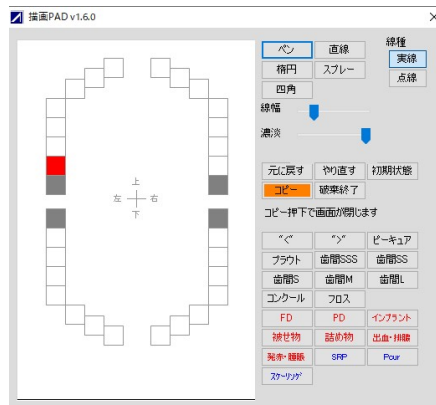 描画PAD v1.6.0
上
左 右
下
ペン 直線 線種
実線
楕円 スプレー
点線
四角
線幅
濃淡
元に戻す やり直す 初期状態
コピー 破棄終了
コピー押下で画面が閉じます
"<" ">" ピーキュア
プラウト 歯間SSS 歯間SS
歯間S 歯間M 歯間L
コンクール フロス
FD PD インプラント
被せ物 詰め物 出血・排膿
発赤・腫脹 SRP Pcur
スケーリング